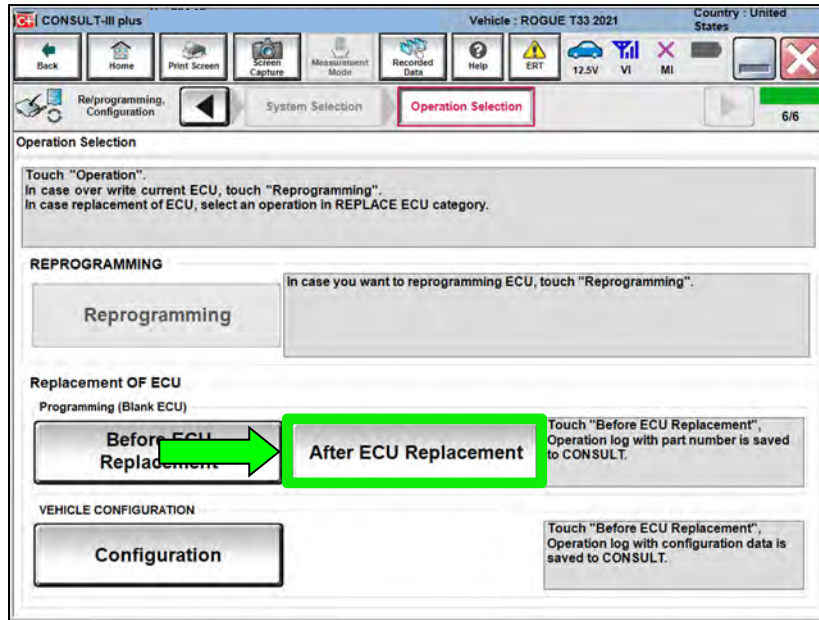 CONSULT-III plus
Vehicle : ROGUE T33 2021
Country : United
States
Back
Home
Print Screen
Screen
Capture
Measurement
Mode
Recorded
Data
Help
ERT
12.5V
VI
MI
Re/programming,
Configuration
System Selection
Operation Selection
6/6
Operation Selection
Touch "Operation".
In case over write current ECU, touch "Reprogramming".
In case replacement of ECU, select an operation in REPLACE ECU category.
REPROGRAMMING
Reprogramming
In case you want to reprogramming ECU, touch "Reprogramming".
Replacement OF ECU
Programming (Blank ECU)
Before ECU
Replacement
After ECU Replacement
Touch "Before ECU Replacement",
Operation log with part number is saved
to CONSULT.
VEHICLE CONFIGURATION
Configuration
Touch "Before ECU Replacement",
Operation log with configuration data is
saved to CONSULT.